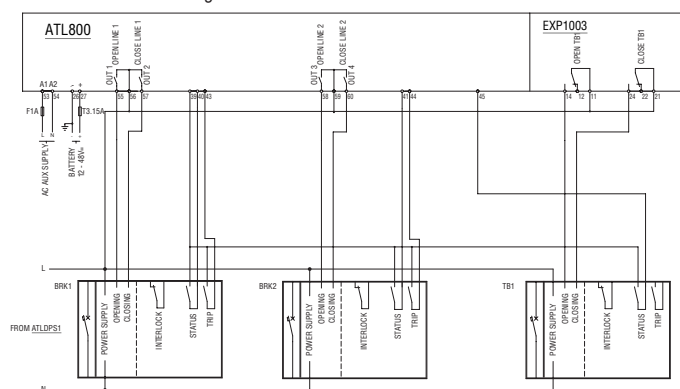 ATL800
EXP1003
OUT 1
OPEN LINE 1
CLOSE LINE 1
OUT 2
OUT 3
OPEN LINE 2
CLOSE LINE 2
OUT 4
OPEN TB1
CLOSE TB1
A1 A2 - +
53 54 26 27 55 56 57 39 40 43 58 59 60 41 44 45 14 12 11 24 22 21
F1A
T3.15A
L N - +
AC AUX SUPPLY
BATTERY
12 - 48V=
L
BRK1
BRK2
TB1
FROM ATLDPS1
POWER SUPPLY
OPENING
CLOSING
INTERLOCK
STATUS
TRIP
POWER SUPPLY
OPENING
CLOSING
INTERLOCK
STATUS
TRIP
POWER SUPPLY
OPENING
CLOSING
INTERLOCK
STATUS
TRIP
N